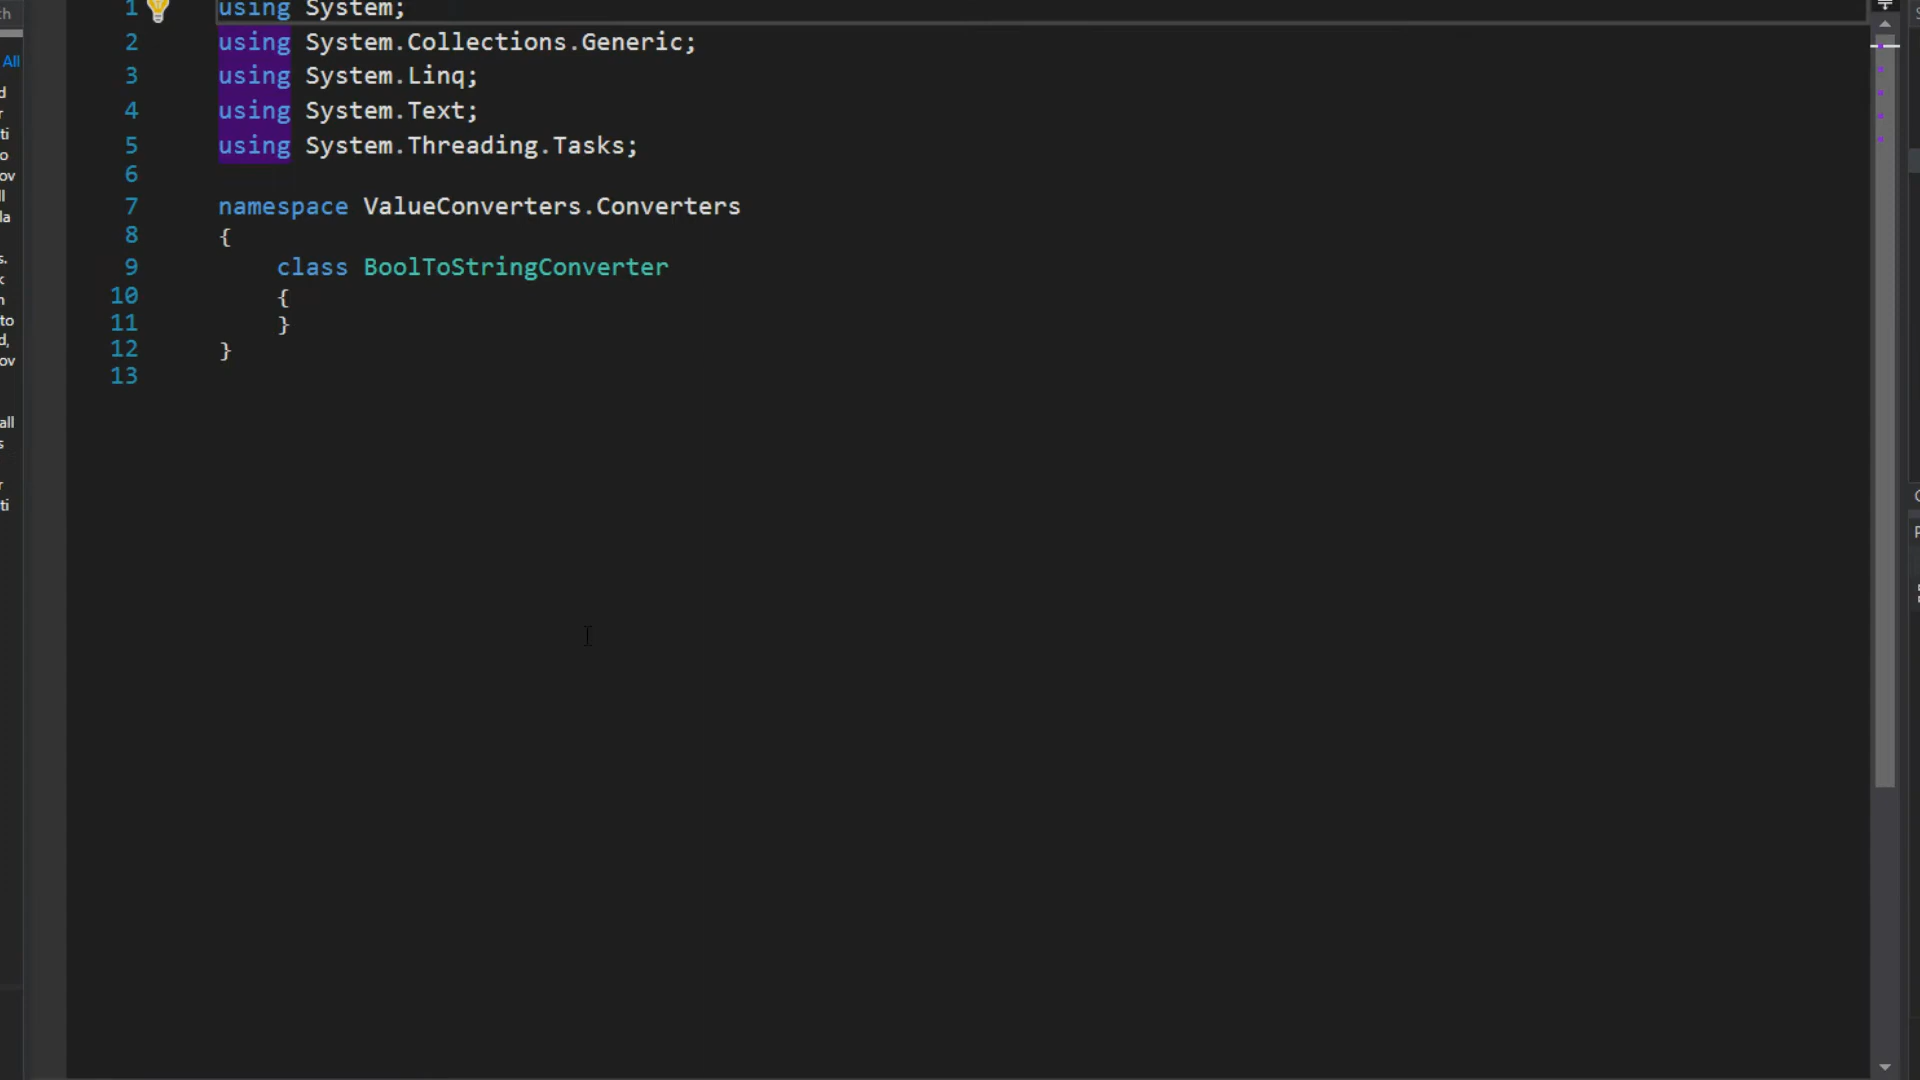 1 using System;
2 using System.Collections.Generic;
3 using System.Linq;
4 using System.Text;
5 using System.Threading.Tasks;
6
7 namespace ValueConverters.Converters
8 {
9 class BoolToStringConverter
10 {
11 }
12 }
13
All